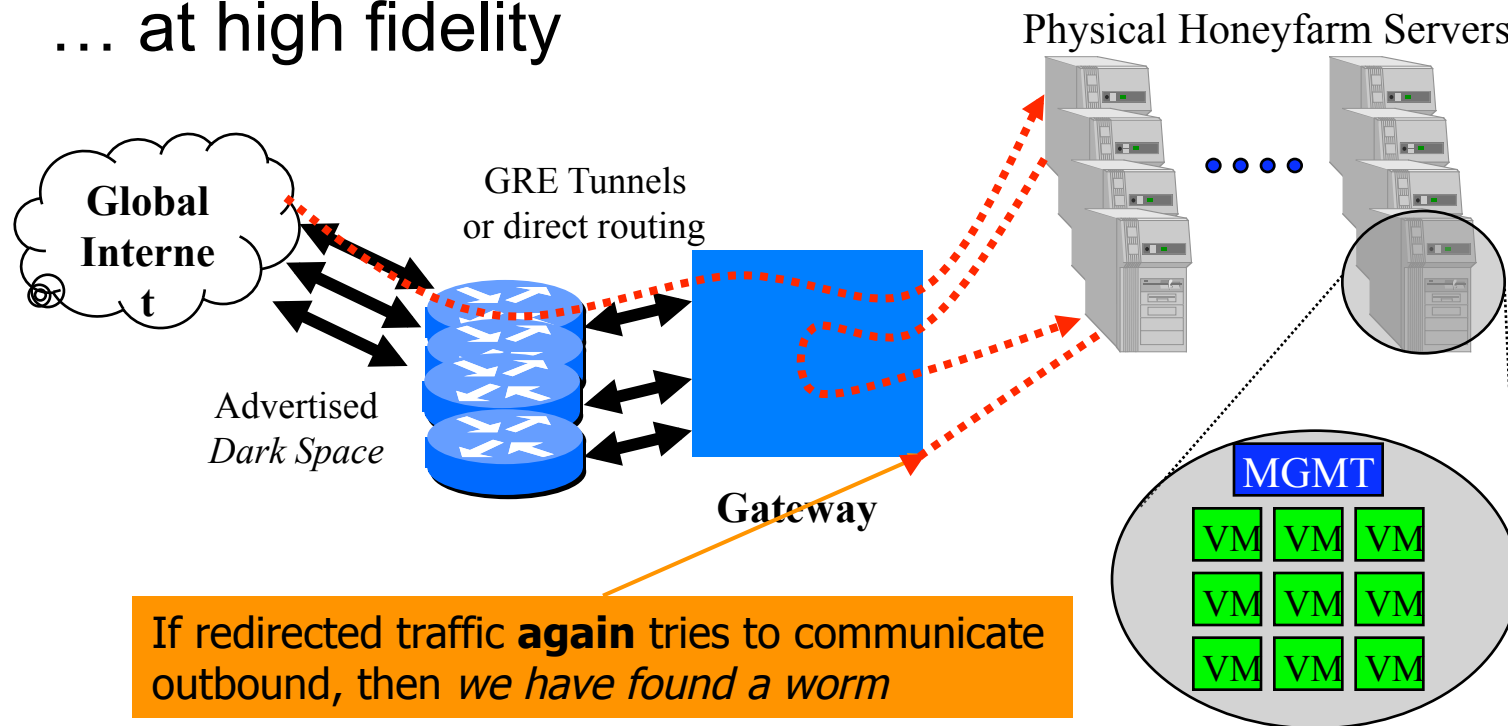 ... at high fidelity
Physical Honeyfarm Servers
Global
Interne
t
GRE Tunnels
or direct routing
Advertised
Dark Space
Gateway
MGMT
VM VM VM
VM VM VM
VM VM VM
If redirected traffic again tries to communicate
outbound, then we have found a worm